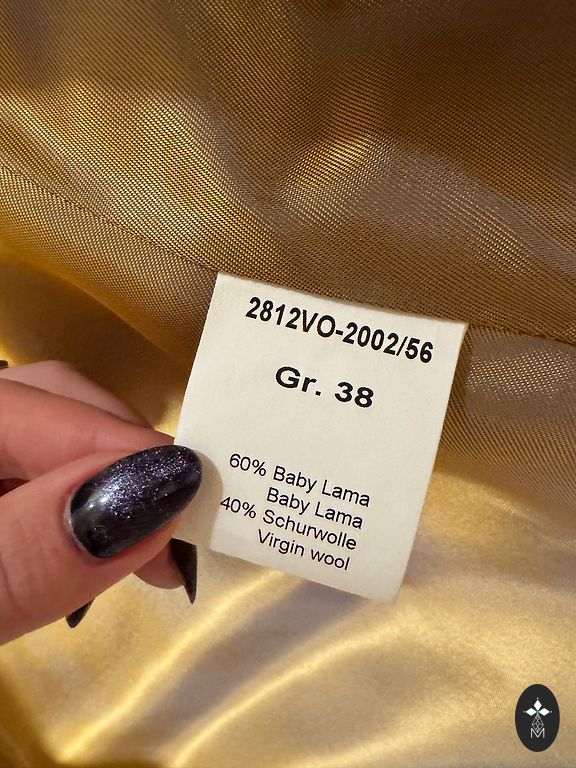 2812VO-2002/56
Gr. 38
60% Baby Lama
Baby Lama
40% Schurwolle
Virgin wool
M